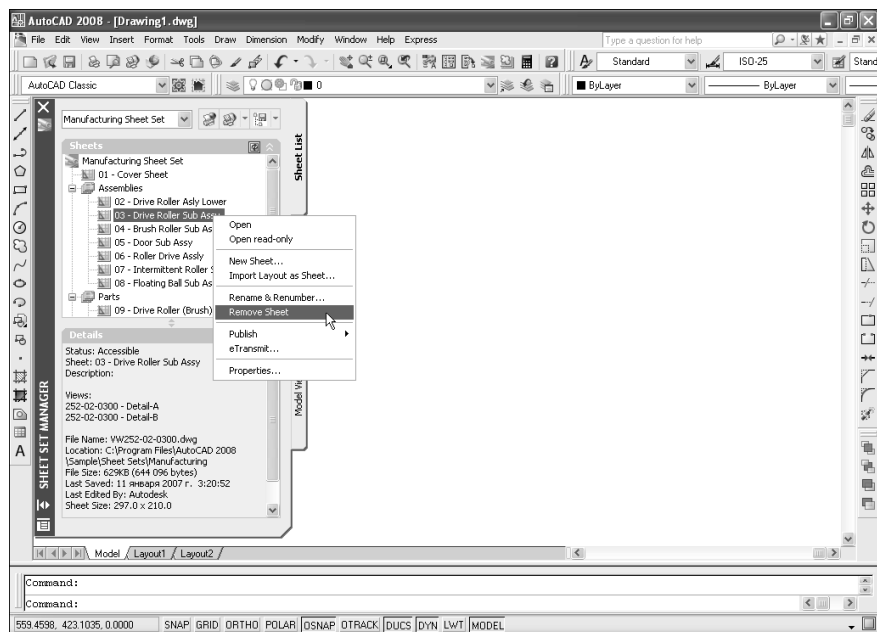 AutoCAD 2008 - [Drawing1.dwg]
File Edit View Insert Format Tools Draw Dimension Modify Window Help Express
Type a question for help
Standard
ISO-25
Stand
AutoCAD Classic
0
ByLayer
ByLayer
Manufacturing Sheet Set
Sheet List
Sheets
Manufacturing Sheet Set
01 - Cover Sheet
Assemblies
02 - Drive Roller Asly Lower
03 - Drive Roller Sub Assy
04 - Brush Roller Sub As
05 - Door Sub Assy
06 - Roller Drive Assly
07 - Intermittent Roller S
08 - Floating Ball Sub As
Parts
09 - Drive Roller (Brush)
Open
Open read-only
New Sheet...
Import Layout as Sheet...
Rename & Renumber...
Remove Sheet
Publish
eTransmit...
Properties...
Details
Status: Accessible
Sheet: 03 - Drive Roller Sub Assy
Description:
Views:
252-02-0300 - Detail-A
252-02-0300 - Detail-B
File Name: VW252-02-0300.dwg
Location: C:\Program Files\AutoCAD 2008
\Sample\Sheet Sets\Manufacturing
File Size: 629KB (644 096 bytes)
Last Saved: 11 января 2007 г. 3:20:52
Last Edited By: Autodesk
Sheet Size: 297.0 x 210.0
Model Vi
SHEET SET MANAGER
A
Model Layout1 Layout2
Command:
Command:
559.4598, 423.1035, 0.0000 SNAP GRID ORTHO POLAR OSNAP OTRACK DUCS DYN LWT MODEL